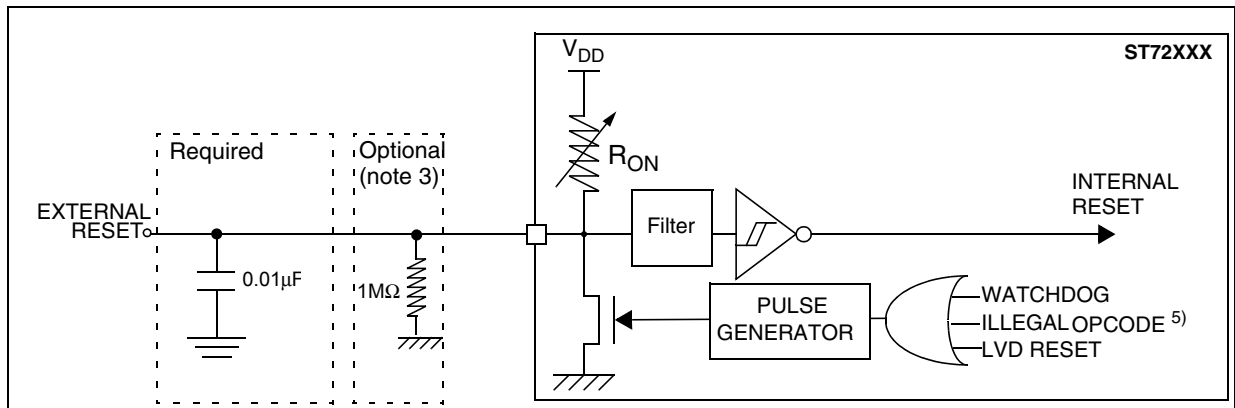 ST72XXX
VDD
RON
Required
Optional
(note 3)
EXTERNAL
RESET
0.01µF
1MΩ
Filter
INTERNAL
RESET
PULSE
GENERATOR
WATCHDOG
ILLEGAL OPCODE 5)
LVD RESET